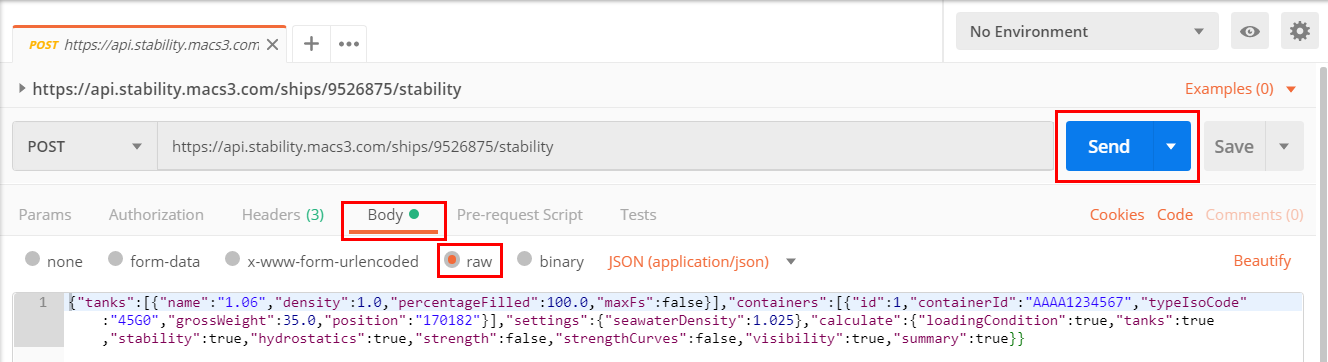 POST https://api.stability.macs3.com
No Environment
https://api.stability.macs3.com/ships/9526875/stability
Examples (0)
POST https://api.stability.macs3.com/ships/9526875/stability Send Save
Params Authorization Headers (3) Body Pre-request Script Tests Cookies Code Comments (0)
none form-data x-www-form-urlencoded raw binary JSON (application/json) Beautify
1 {"tanks":[{"name":"1.06","density":1.0,"percentageFilled":100.0,"maxFs":false}],"containers":[{"id":1,"containerId":"AAAA1234567","typeIsoCode"
:"45G0","grossWeight":35.0,"position":"170182"}],"settings":{"seawaterDensity":1.025},"calculate":{"loadingCondition":true,"tanks":true
,"stability":true,"hydrostatics":true,"strength":false,"strengthCurves":false,"visibility":true,"summary":true}}